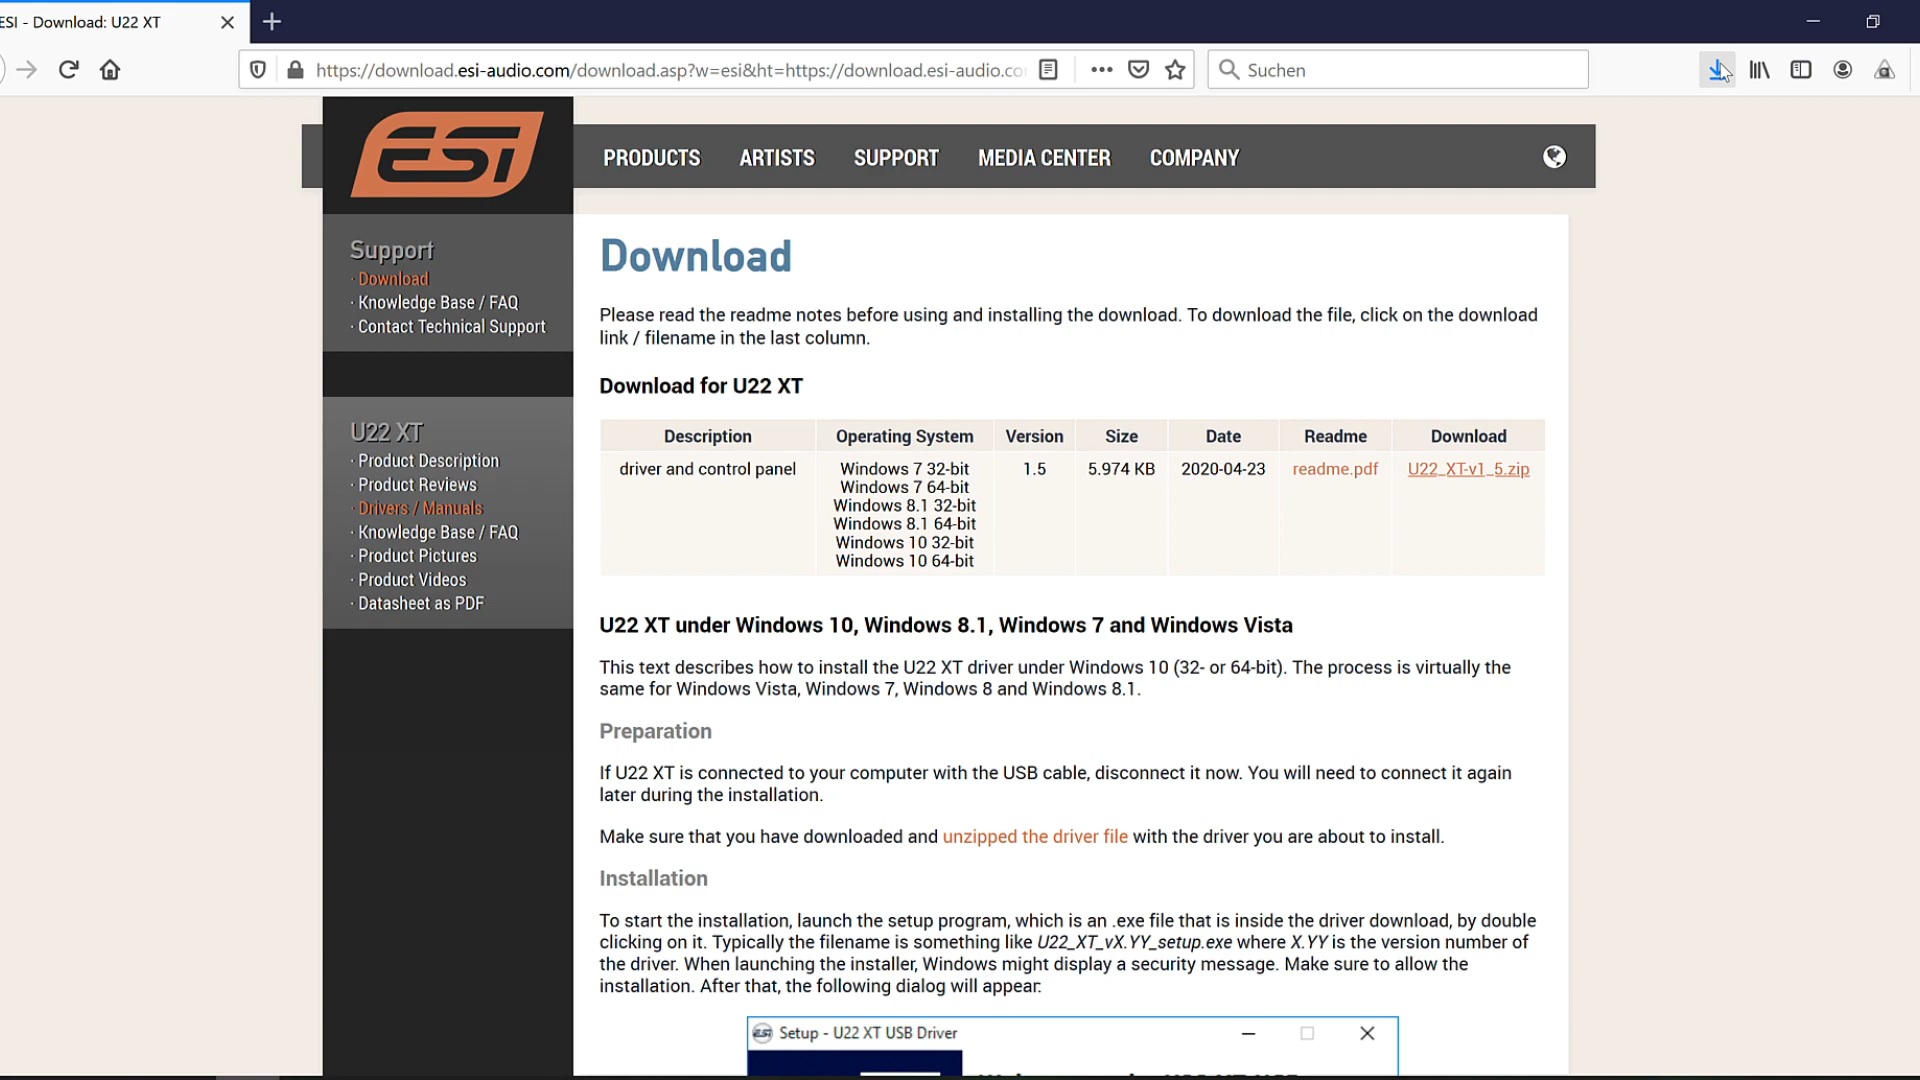 ESI - Download: U22 XT
https://download.esi-audio.com/download.asp?w=esi&ht=https://download.esi-audio.co
Suchen
ESI
PRODUCTS
ARTISTS
SUPPORT
MEDIA CENTER
COMPANY
Support
· Download
· Knowledge Base / FAQ
· Contact Technical Support
U22 XT
· Product Description
· Product Reviews
· Drivers / Manuals
· Knowledge Base / FAQ
· Product Pictures
· Product Videos
· Datasheet as PDF
Download
Please read the readme notes before using and installing the download. To download the file, click on the download
link / filename in the last column.
Download for U22 XT
Description Operating System Version Size Date Readme Download
driver and control panel Windows 7 32-bit 1.5 5.974 KB 2020-04-23 readme.pdf U22_XT-v1_5.zip
Windows 7 64-bit
Windows 8.1 32-bit
Windows 8.1 64-bit
Windows 10 32-bit
Windows 10 64-bit
U22 XT under Windows 10, Windows 8.1, Windows 7 and Windows Vista
This text describes how to install the U22 XT driver under Windows 10 (32- or 64-bit). The process is virtually the
same for Windows Vista, Windows 7, Windows 8 and Windows 8.1.
Preparation
If U22 XT is connected to your computer with the USB cable, disconnect it now. You will need to connect it again
later during the installation.
Make sure that you have downloaded and unzipped the driver file with the driver you are about to install.
Installation
To start the installation, launch the setup program, which is an .exe file that is inside the driver download, by double
clicking on it. Typically the filename is something like U22_XT_vX.YY_setup.exe where X.YY is the version number of
the driver. When launching the installer, Windows might display a security message. Make sure to allow the
installation. After that, the following dialog will appear:
ESI Setup - U22 XT USB Driver